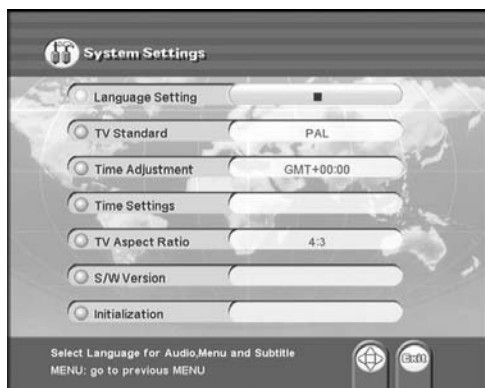 System Settings
Language Setting
TV Standard PAL
Time Adjustment GMT+00:00
Time Settings
TV Aspect Ratio 4:3
S/W Version
Initialization
Select Language for Audio,Menu and Subtitle
MENU: go to previous MENU
Exit